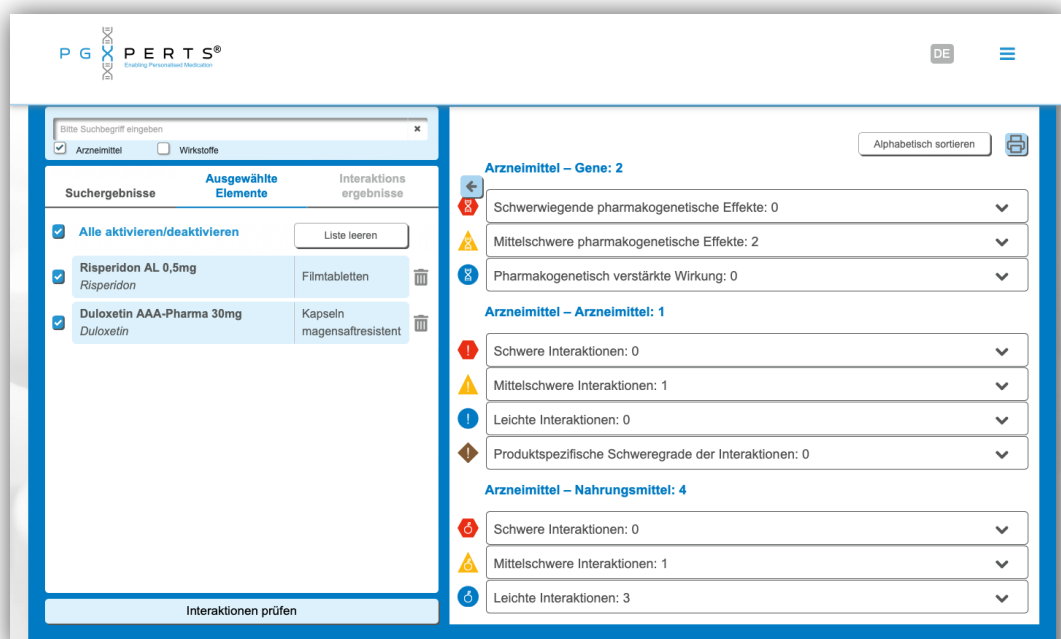 PGXPERTS®
Enabling Personalised Medication
DE
Bitte Suchbegriff eingeben
Arzneimittel
Wirkstoffe
Suchergebnisse
Ausgewählte
Elemente
Interaktions
ergebnisse
Alle aktivieren/deaktivieren
Liste leeren
Risperidon AL 0,5mg
Risperidon
Filmtabletten
Duloxetin AAA-Pharma 30mg
Duloxetin
Kapseln
magensaftresistent
Interaktionen prüfen
Alphabetisch sortieren
Arzneimittel – Gene: 2
Schwerwiegende pharmakogenetische Effekte: 0
Mittelschwere pharmakogenetische Effekte: 2
Pharmakogenetisch verstärkte Wirkung: 0
Arzneimittel – Arzneimittel: 1
Schwere Interaktionen: 0
Mittelschwere Interaktionen: 1
Leichte Interaktionen: 0
Produktspezifische Schweregrade der Interaktionen: 0
Arzneimittel – Nahrungsmittel: 4
Schwere Interaktionen: 0
Mittelschwere Interaktionen: 1
Leichte Interaktionen: 3